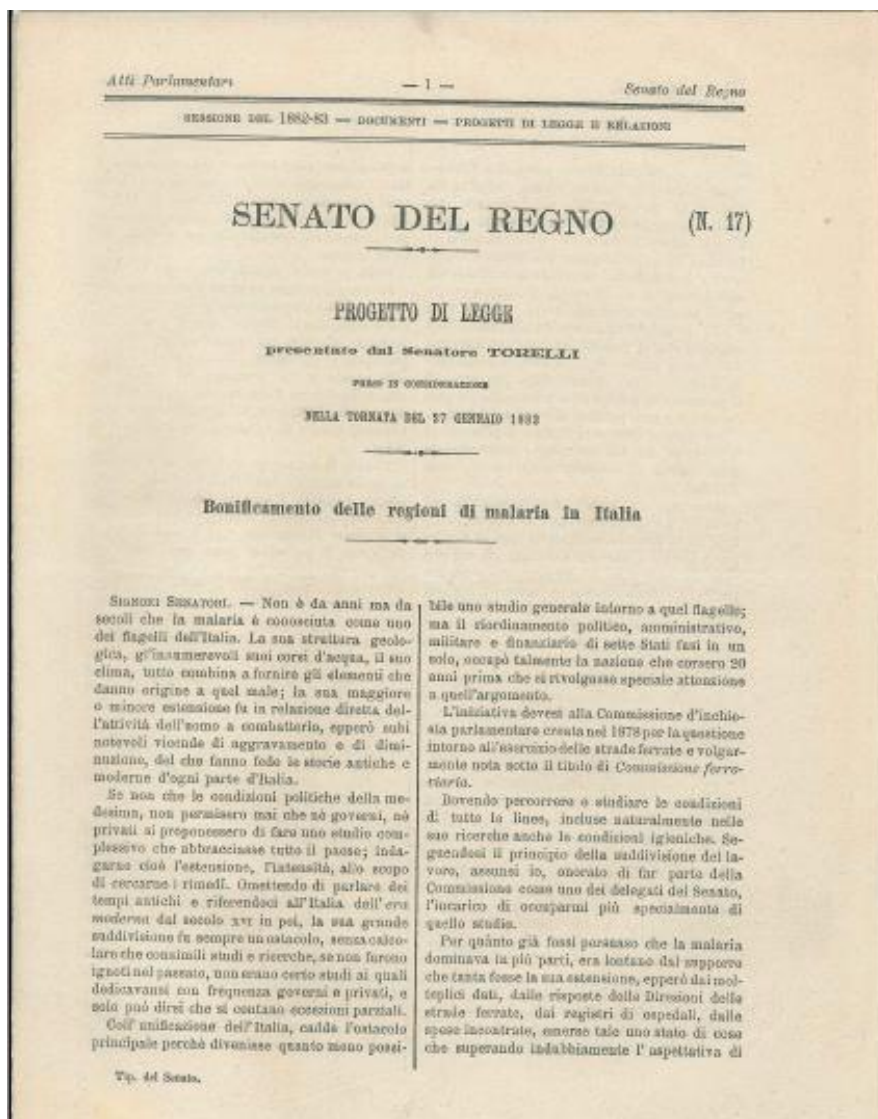 Atti Parlamentari — 1 — Senato del Regno
SESSIONE DEL 1882-83 — DOCUMENTI — PROGETTI DI LEGGE E RELAZIONI
SENATO DEL REGNO (N. 17)
PROGETTO DI LEGGE
presentato dal Senatore TORELLI
PRESO IN CONSIDERAZIONE
NELLA TORNATA DEL 27 GENNAIO 1883
Bonificamento delle regioni di malaria in Italia
SIGNORI SENATORI. — Non è da anni ma da
secoli che la malaria è conosciuta come uno
dei flagelli dell'Italia. La sua struttura geolo-
gica, gl'innumerevoli suoi corsi d'acqua, il suo
clima, tutto combina a fornire gli elementi che
danno origine a quel male; la sua maggiore
o minore estensione fu in relazione diretta del-
l'attività dell'uomo a combatterlo, epperò subì
notevoli vicende di aggravamento e di dimi-
nuzione, del che fanno fede le storie antiche e
moderne d'ogni parte d'Italia.
Se non che le condizioni politiche della me-
desima, non permisero mai che nè governi, nè
privati si proponessero di fare uno studio com-
plessivo che abbracciasse tutto il paese; inda-
garne cioè l'estensione, l'intensità, allo scopo
di cercarne i rimedî. Omettendo di parlare dei
tempi antichi e riferendoci all'Italia dell'era
moderna dal secolo XVI in poi, la sua grande
suddivisione fu sempre un ostacolo, senza calco-
lare che consimili studi e ricerche, se non furono
ignoti nel passato, non erano certo studi ai quali
dedicavansi con frequenza governi e privati, e
solo può dirsi che si contano eccezioni parziali.
Coll'unificazione dell'Italia, cadde l'ostacolo
principale perchè divenisse quanto meno possi-
bile uno studio generale intorno a quel flagello;
ma il riordinamento politico, amministrativo,
militare e finanziario di sette Stati fusi in un
solo, occupò talmente la nazione che corsero 20
anni prima che si rivolgesse speciale attenzione
a quell'argomento.
L'iniziativa devesi alla Commissione d'inchie-
sta parlamentare creata nel 1878 per la questione
intorno all'esercizio delle strade ferrate e volgar-
mente nota sotto il titolo di Commissione ferro-
viaria.
Dovendo percorrere e studiare le condizioni
di tutte le linee, incluse naturalmente nelle
sue ricerche anche le condizioni igieniche. Se-
guendosi il principio della suddivisione del la-
voro, assunsi io, onorato di far parte della
Commissione come uno dei delegati del Senato,
l'incarico di occuparmi più specialmente di
quello studio.
Per quanto già fossi persuaso che la malaria
dominava in più parti, era lontano dal supporre
che tanta fosse la sua estensione, epperò dai mol-
teplici dati, dalle risposte delle Direzioni delle
strade ferrate, dai registri di ospedali, dalle
spese incontrate, emerse tale uno stato di cose
che superando indubbiamente l'aspettativa di
Tip. del Senato.